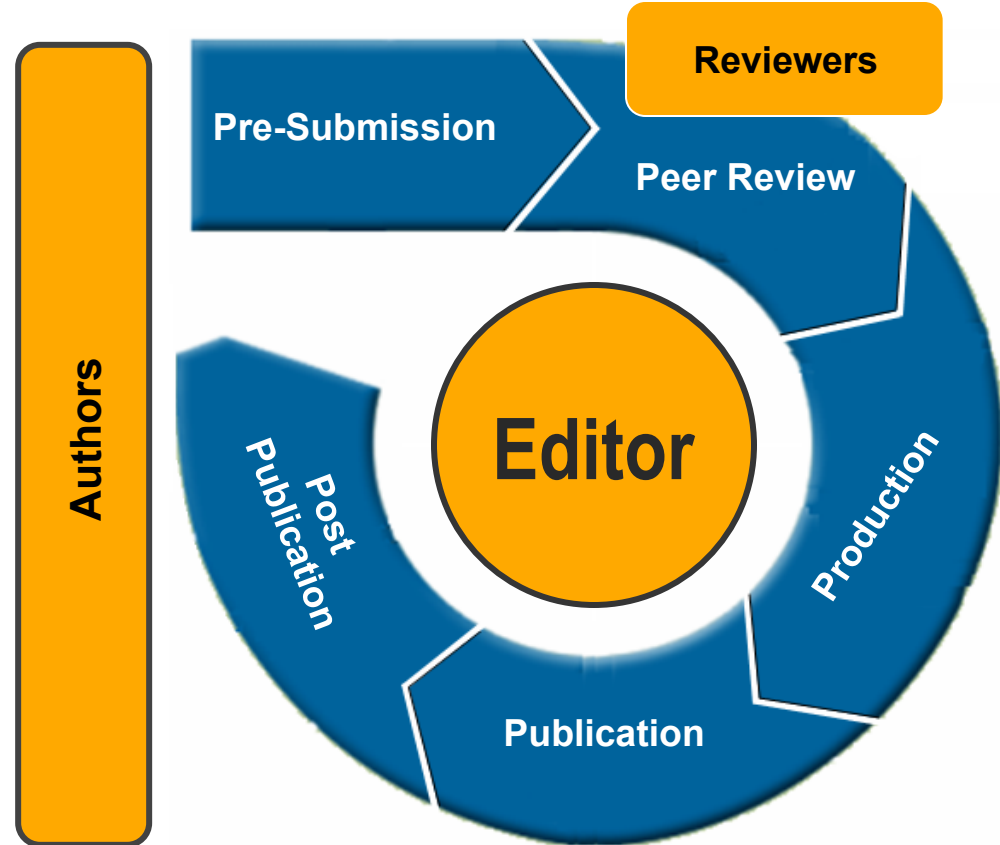 Reviewers
Pre-Submission
Peer Review
Authors
Editor
Production
Post
Publication
Publication